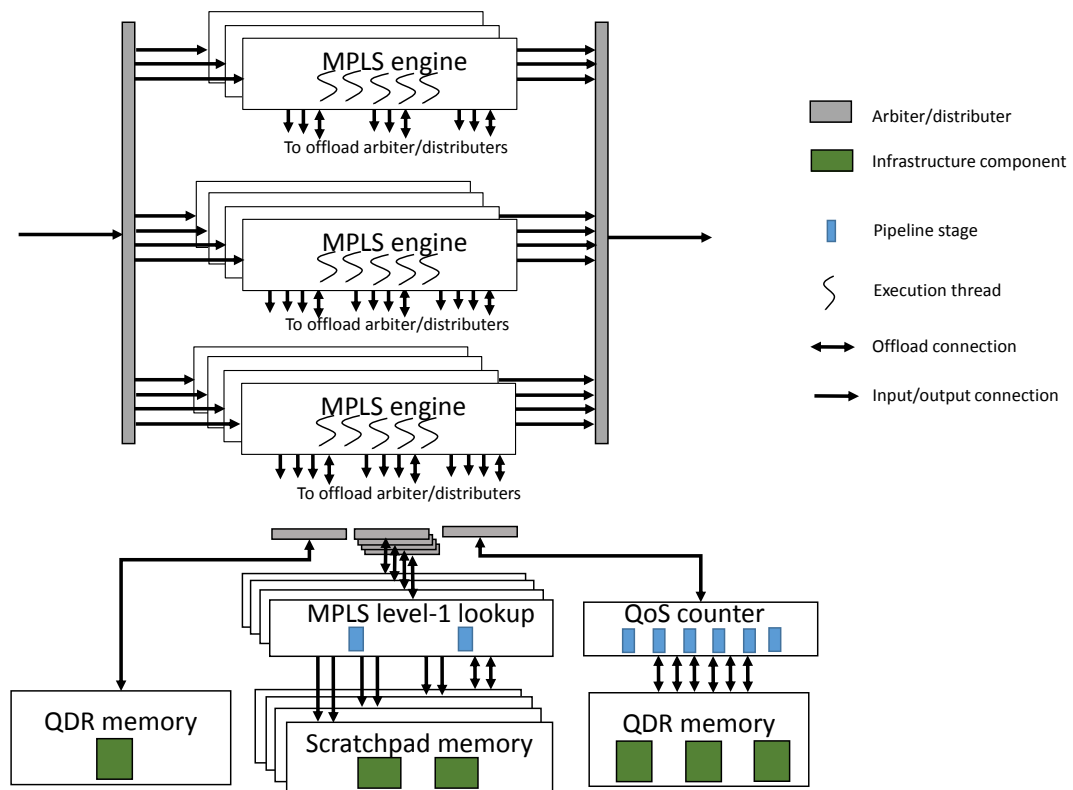 MPLS engine
To offload arbiter/distributers
MPLS engine
To offload arbiter/distributers
MPLS engine
To offload arbiter/distributers
Arbiter/distributer
Infrastructure component
Pipeline stage
Execution thread
Offload connection
Input/output connection
MPLS level-1 lookup
QoS counter
QDR memory
Scratchpad memory
QDR memory